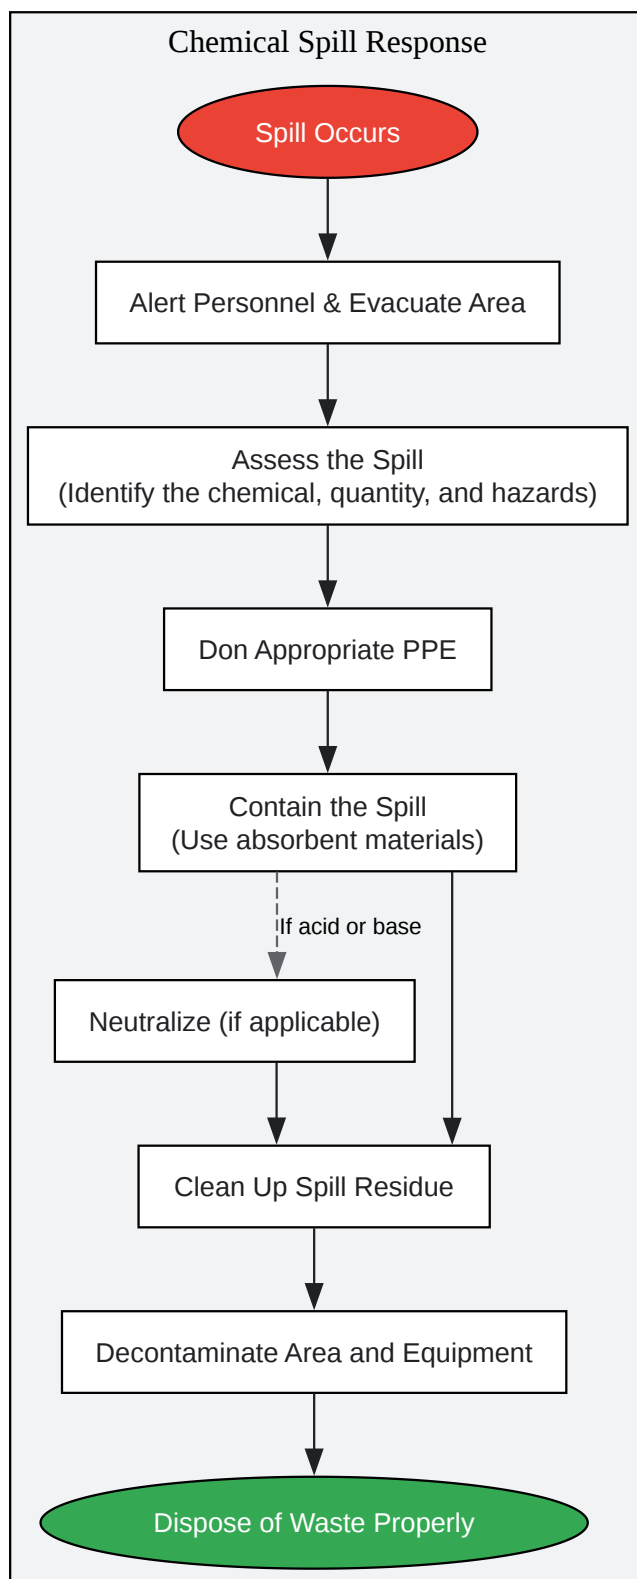 Chemical Spill Response
Spill Occurs
Alert Personnel & Evacuate Area
Assess the Spill
(Identify the chemical, quantity, and hazards)
Don Appropriate PPE
Contain the Spill
(Use absorbent materials)
If acid or base
Neutralize (if applicable)
Clean Up Spill Residue
Decontaminate Area and Equipment
Dispose of Waste Properly